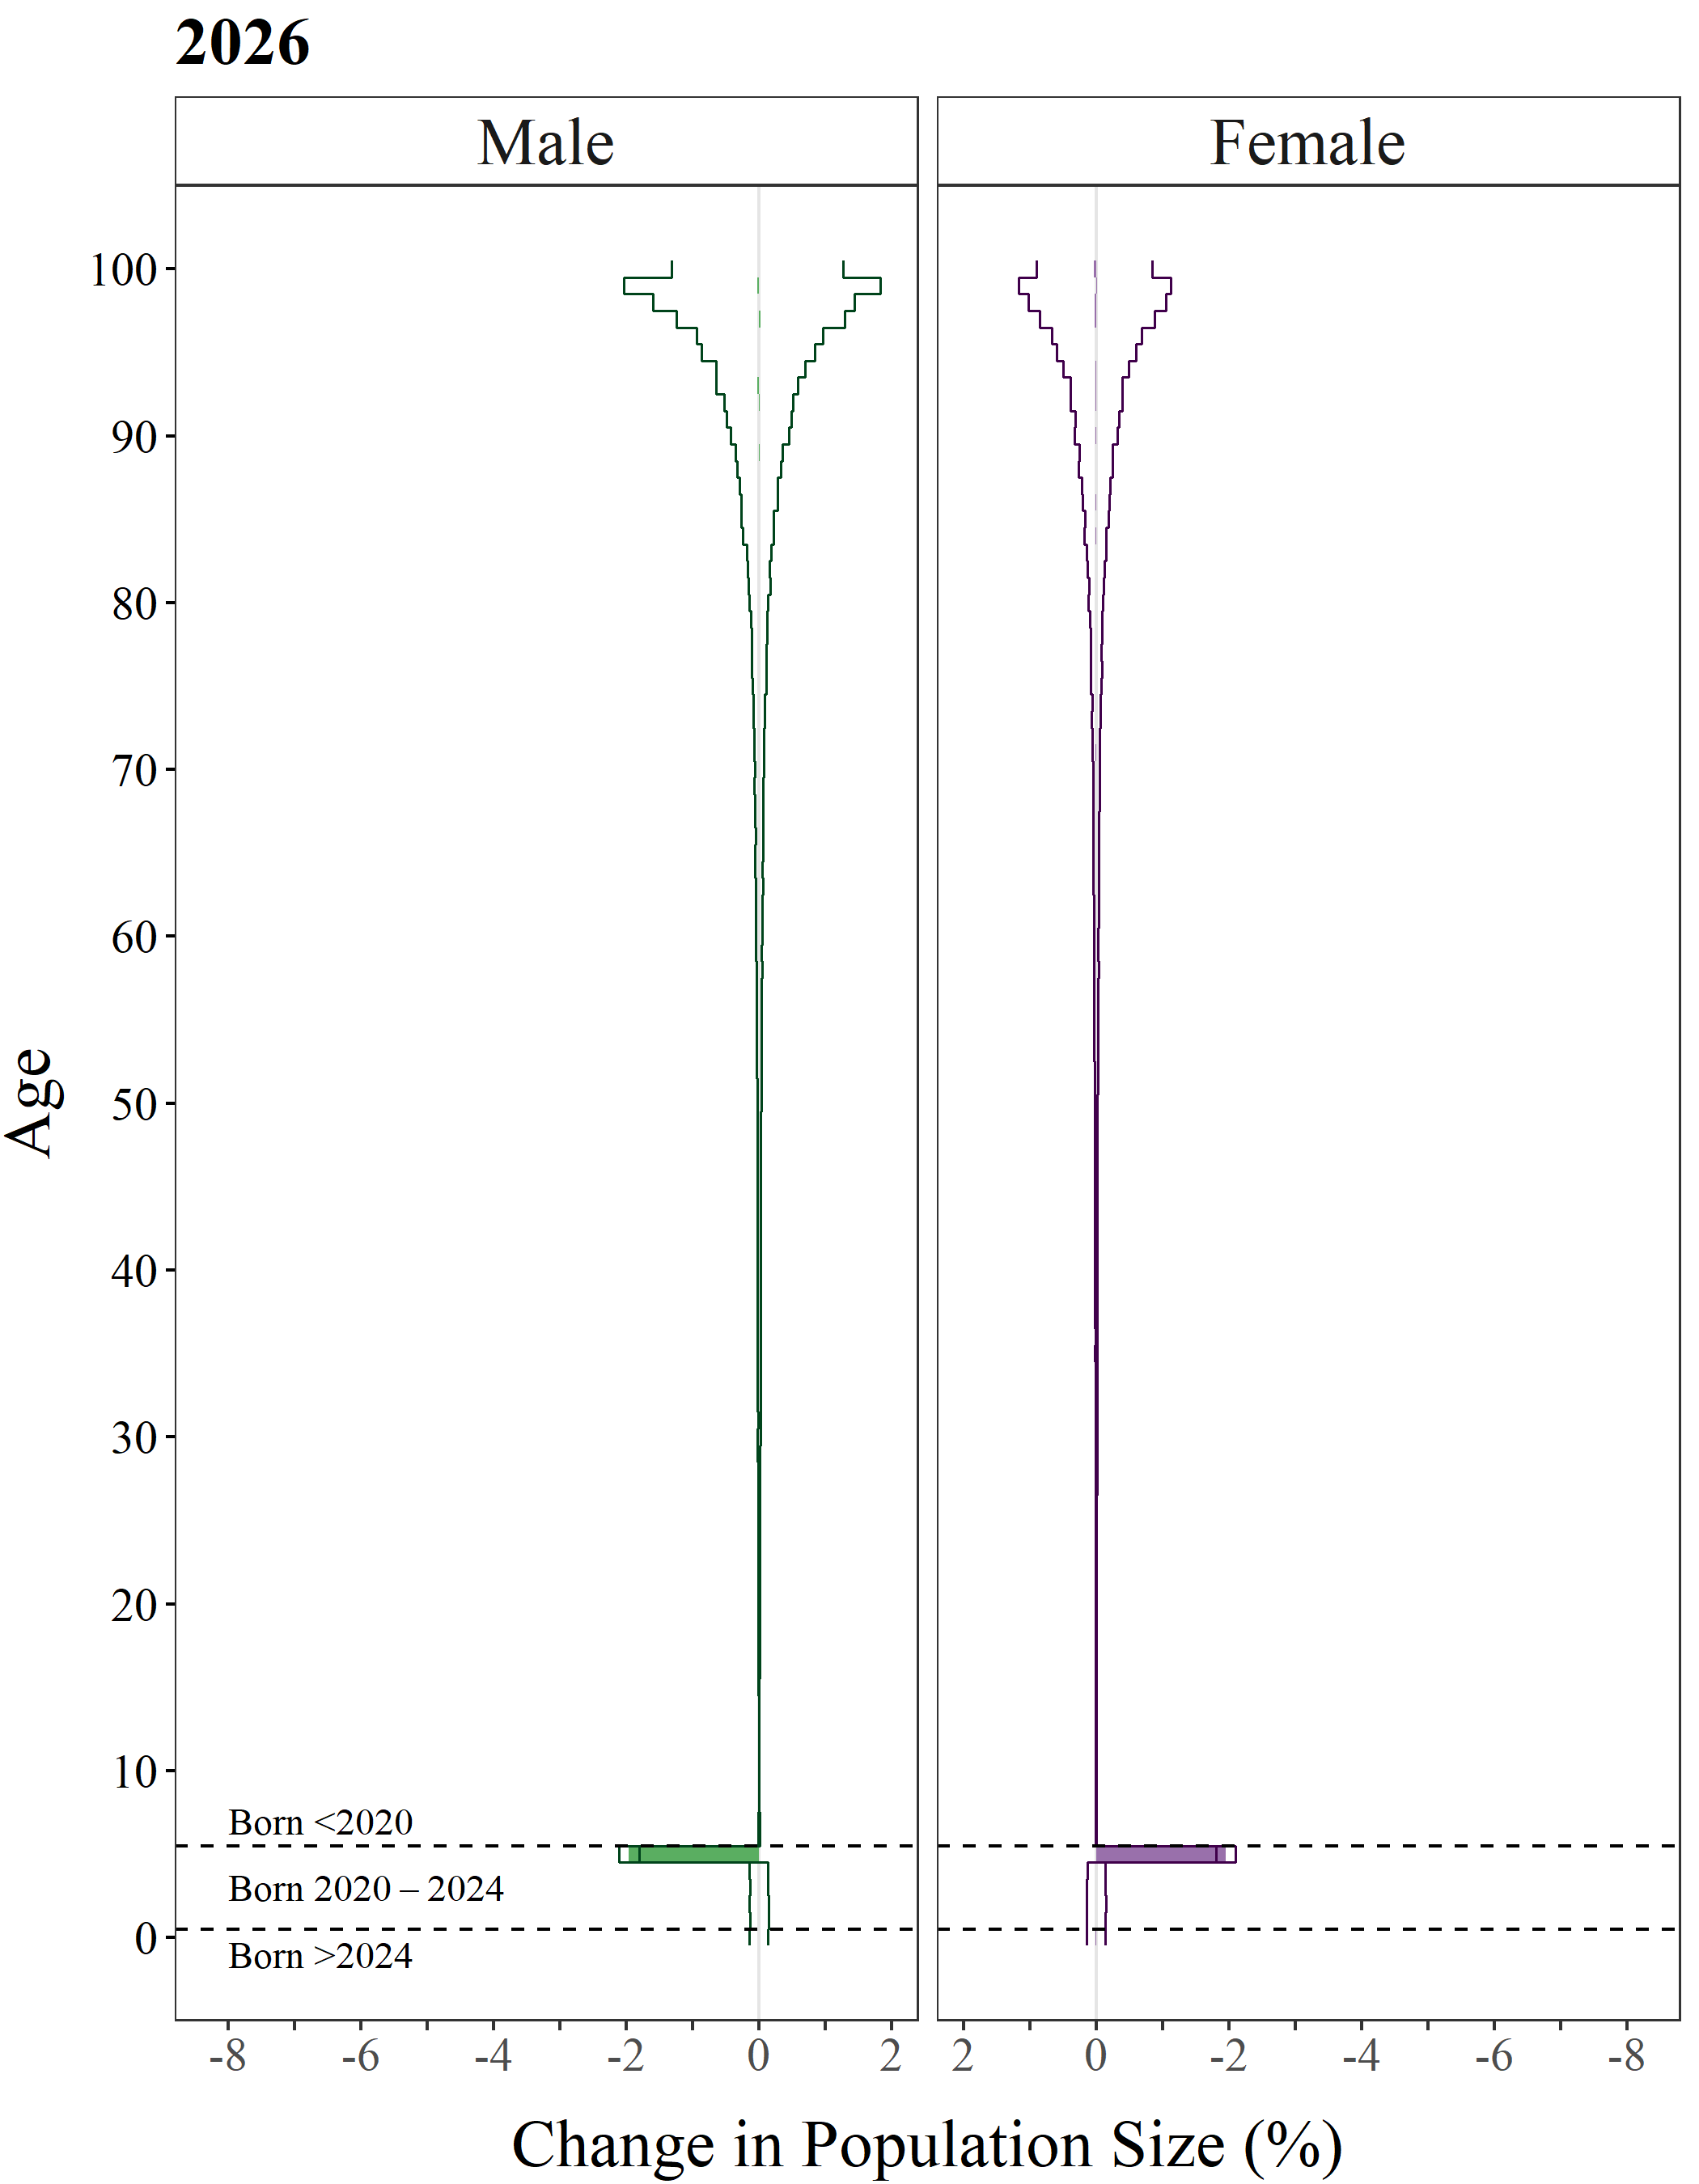 2026
Male
Female
100
90
80
70
60
50
40
30
20
10
0
Age
Born <2020
Born 2020 – 2024
Born >2024
-8 -6 -4 -2 0 2
2 0 -2 -4 -6 -8
Change in Population Size (%)